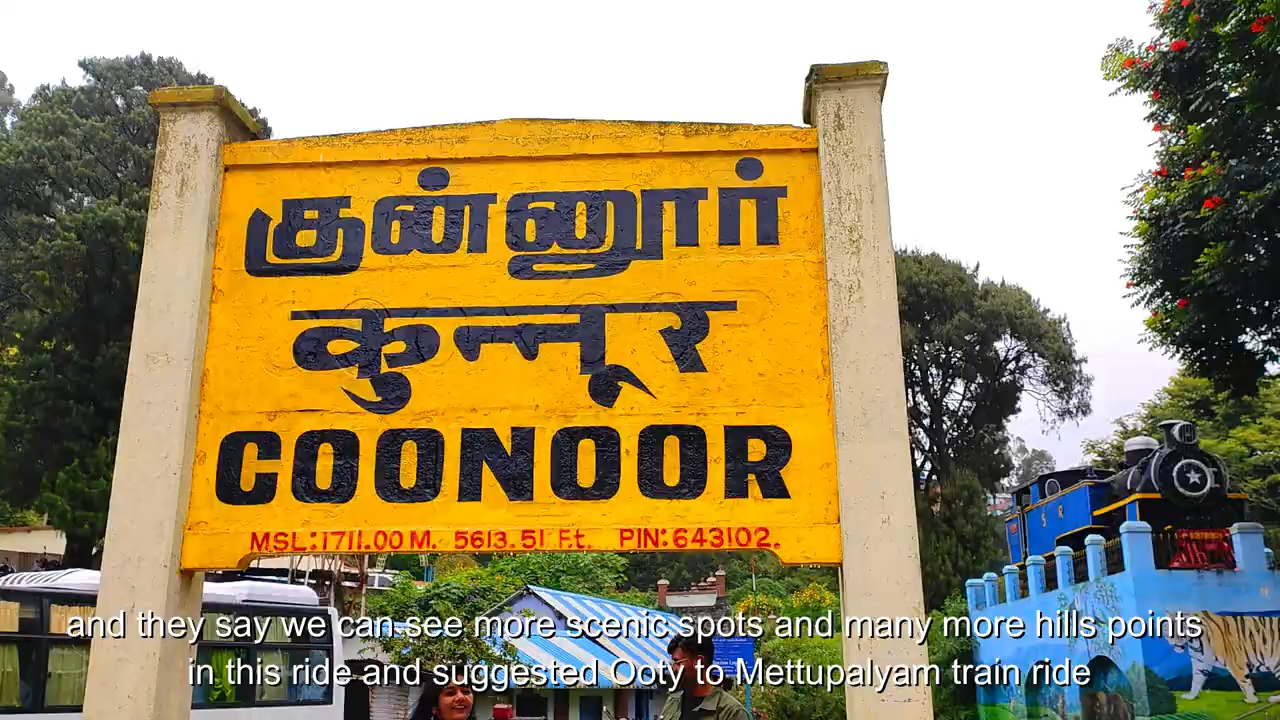 குன்னூர்
कुन्नूर
COONOOR
MSL:1711.00 M. 5613.51 Ft. PIN:643102.
S R
and they say we can see more scenic spots and many more hills points
in this ride and suggested Ooty to Mettupalyam train ride